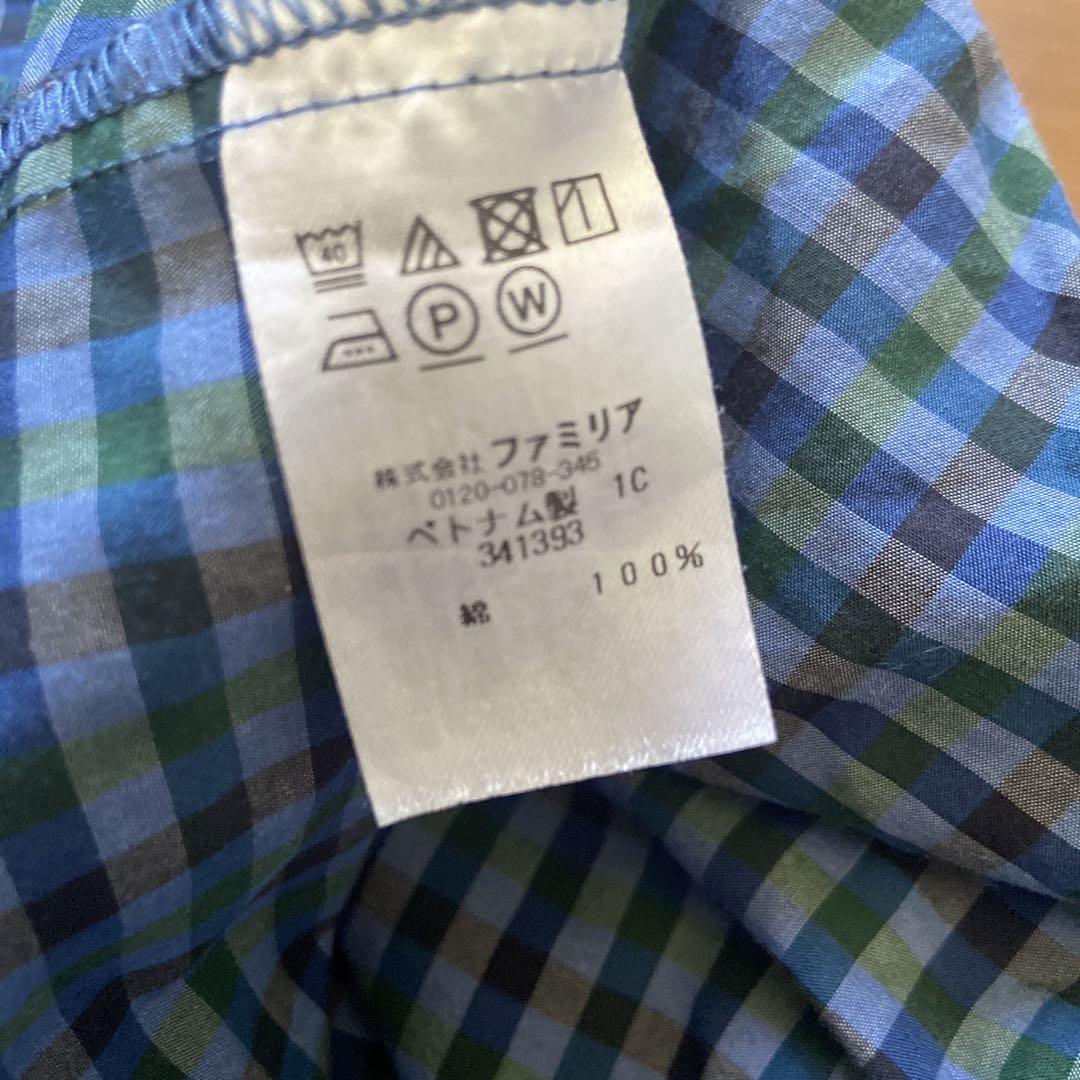 40
P W
株式会社 ファミリア
0120-078-345
ベトナム製 1C
341393
綿 100%